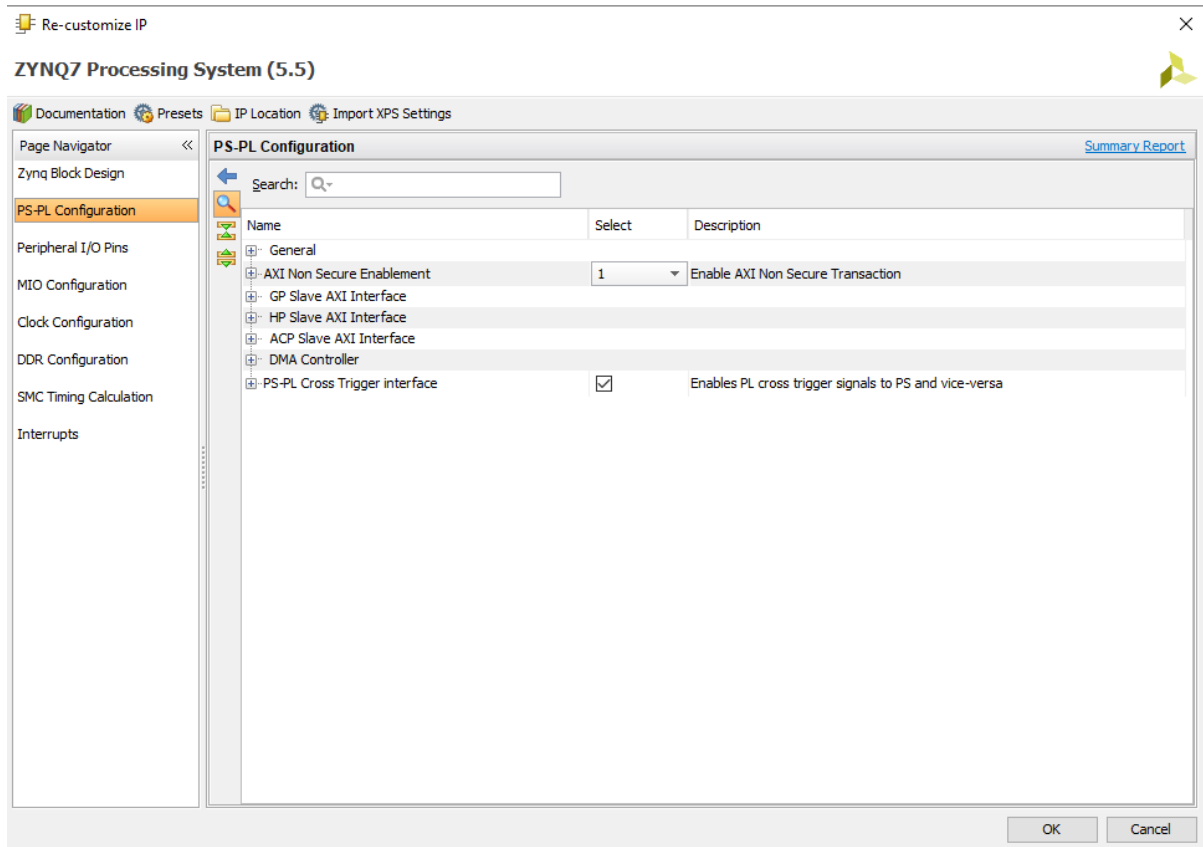 Re-customize IP
ZYNQ7 Processing System (5.5)
Documentation Presets IP Location Import XPS Settings
Page Navigator
Zynq Block Design
PS-PL Configuration
Peripheral I/O Pins
MIO Configuration
Clock Configuration
DDR Configuration
SMC Timing Calculation
Interrupts
PS-PL Configuration Summary Report
Search:
Name Select Description
General
AXI Non Secure Enablement 1 Enable AXI Non Secure Transaction
GP Slave AXI Interface
HP Slave AXI Interface
ACP Slave AXI Interface
DMA Controller
PS-PL Cross Trigger interface Enables PL cross trigger signals to PS and vice-versa
OK Cancel